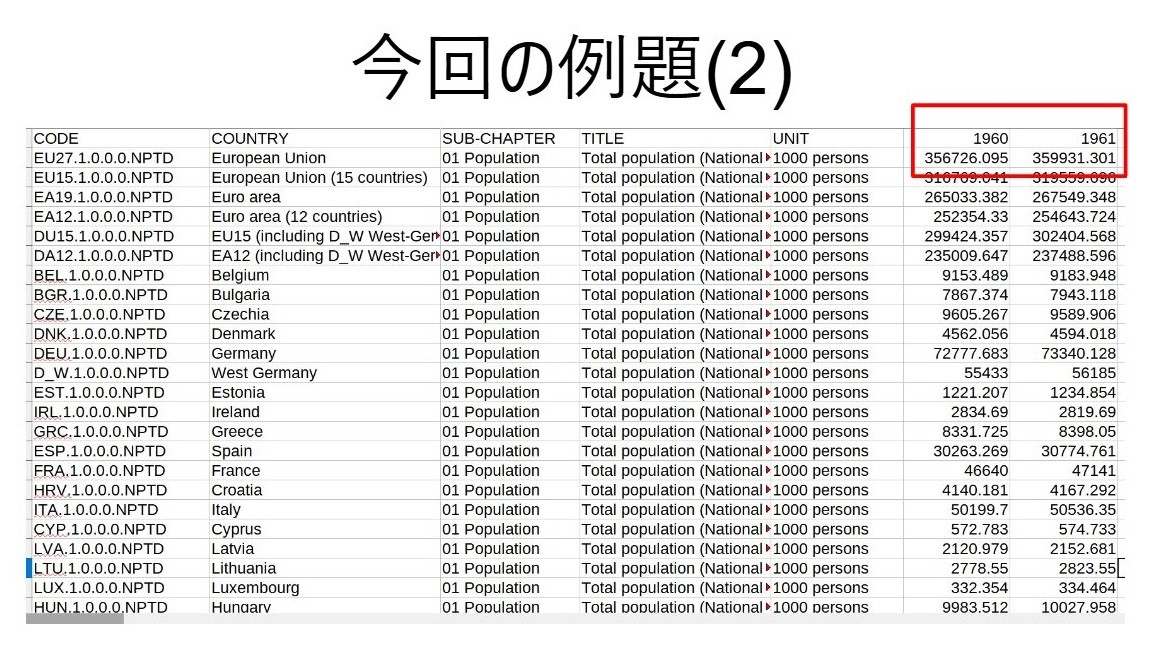 今回の例題(2)
CODE COUNTRY SUB-CHAPTER TITLE UNIT 1960 1961
EU27.1.0.0.0.NPTD European Union 01 Population Total population (National 1000 persons 356726.095 359931.301
EU15.1.0.0.0.NPTD European Union (15 countries) 01 Population Total population (National 1000 persons 316769.041 319559.696
EA19.1.0.0.0.NPTD Euro area 01 Population Total population (National 1000 persons 265033.382 267549.348
EA12.1.0.0.0.NPTD Euro area (12 countries) 01 Population Total population (National 1000 persons 252354.33 254643.724
DU15.1.0.0.0.NPTD EU15 (including D_W West-Ger 01 Population Total population (National 1000 persons 299424.357 302404.568
DA12.1.0.0.0.NPTD EA12 (including D_W West-Ger 01 Population Total population (National 1000 persons 235009.647 237488.596
BEL.1.0.0.0.NPTD Belgium 01 Population Total population (National 1000 persons 9153.489 9183.948
BGR.1.0.0.0.NPTD Bulgaria 01 Population Total population (National 1000 persons 7867.374 7943.118
CZE.1.0.0.0.NPTD Czechia 01 Population Total population (National 1000 persons 9605.267 9589.906
DNK.1.0.0.0.NPTD Denmark 01 Population Total population (National 1000 persons 4562.056 4594.018
DEU.1.0.0.0.NPTD Germany 01 Population Total population (National 1000 persons 72777.683 73340.128
D_W.1.0.0.0.NPTD West Germany 01 Population Total population (National 1000 persons 55433 56185
EST.1.0.0.0.NPTD Estonia 01 Population Total population (National 1000 persons 1221.207 1234.854
IRL.1.0.0.0.NPTD Ireland 01 Population Total population (National 1000 persons 2834.69 2819.69
GRC.1.0.0.0.NPTD Greece 01 Population Total population (National 1000 persons 8331.725 8398.05
ESP.1.0.0.0.NPTD Spain 01 Population Total population (National 1000 persons 30263.269 30774.761
FRA.1.0.0.0.NPTD France 01 Population Total population (National 1000 persons 46640 47141
HRV.1.0.0.0.NPTD Croatia 01 Population Total population (National 1000 persons 4140.181 4167.292
ITA.1.0.0.0.NPTD Italy 01 Population Total population (National 1000 persons 50199.7 50536.35
CYP.1.0.0.0.NPTD Cyprus 01 Population Total population (National 1000 persons 572.783 574.733
LVA.1.0.0.0.NPTD Latvia 01 Population Total population (National 1000 persons 2120.979 2152.681
LTU.1.0.0.0.NPTD Lithuania 01 Population Total population (National 1000 persons 2778.55 2823.55
LUX.1.0.0.0.NPTD Luxembourg 01 Population Total population (National 1000 persons 332.354 334.464
HUN.1.0.0.0.NPTD Hungary 01 Population Total population (National 1000 persons 9983.512 10027.958